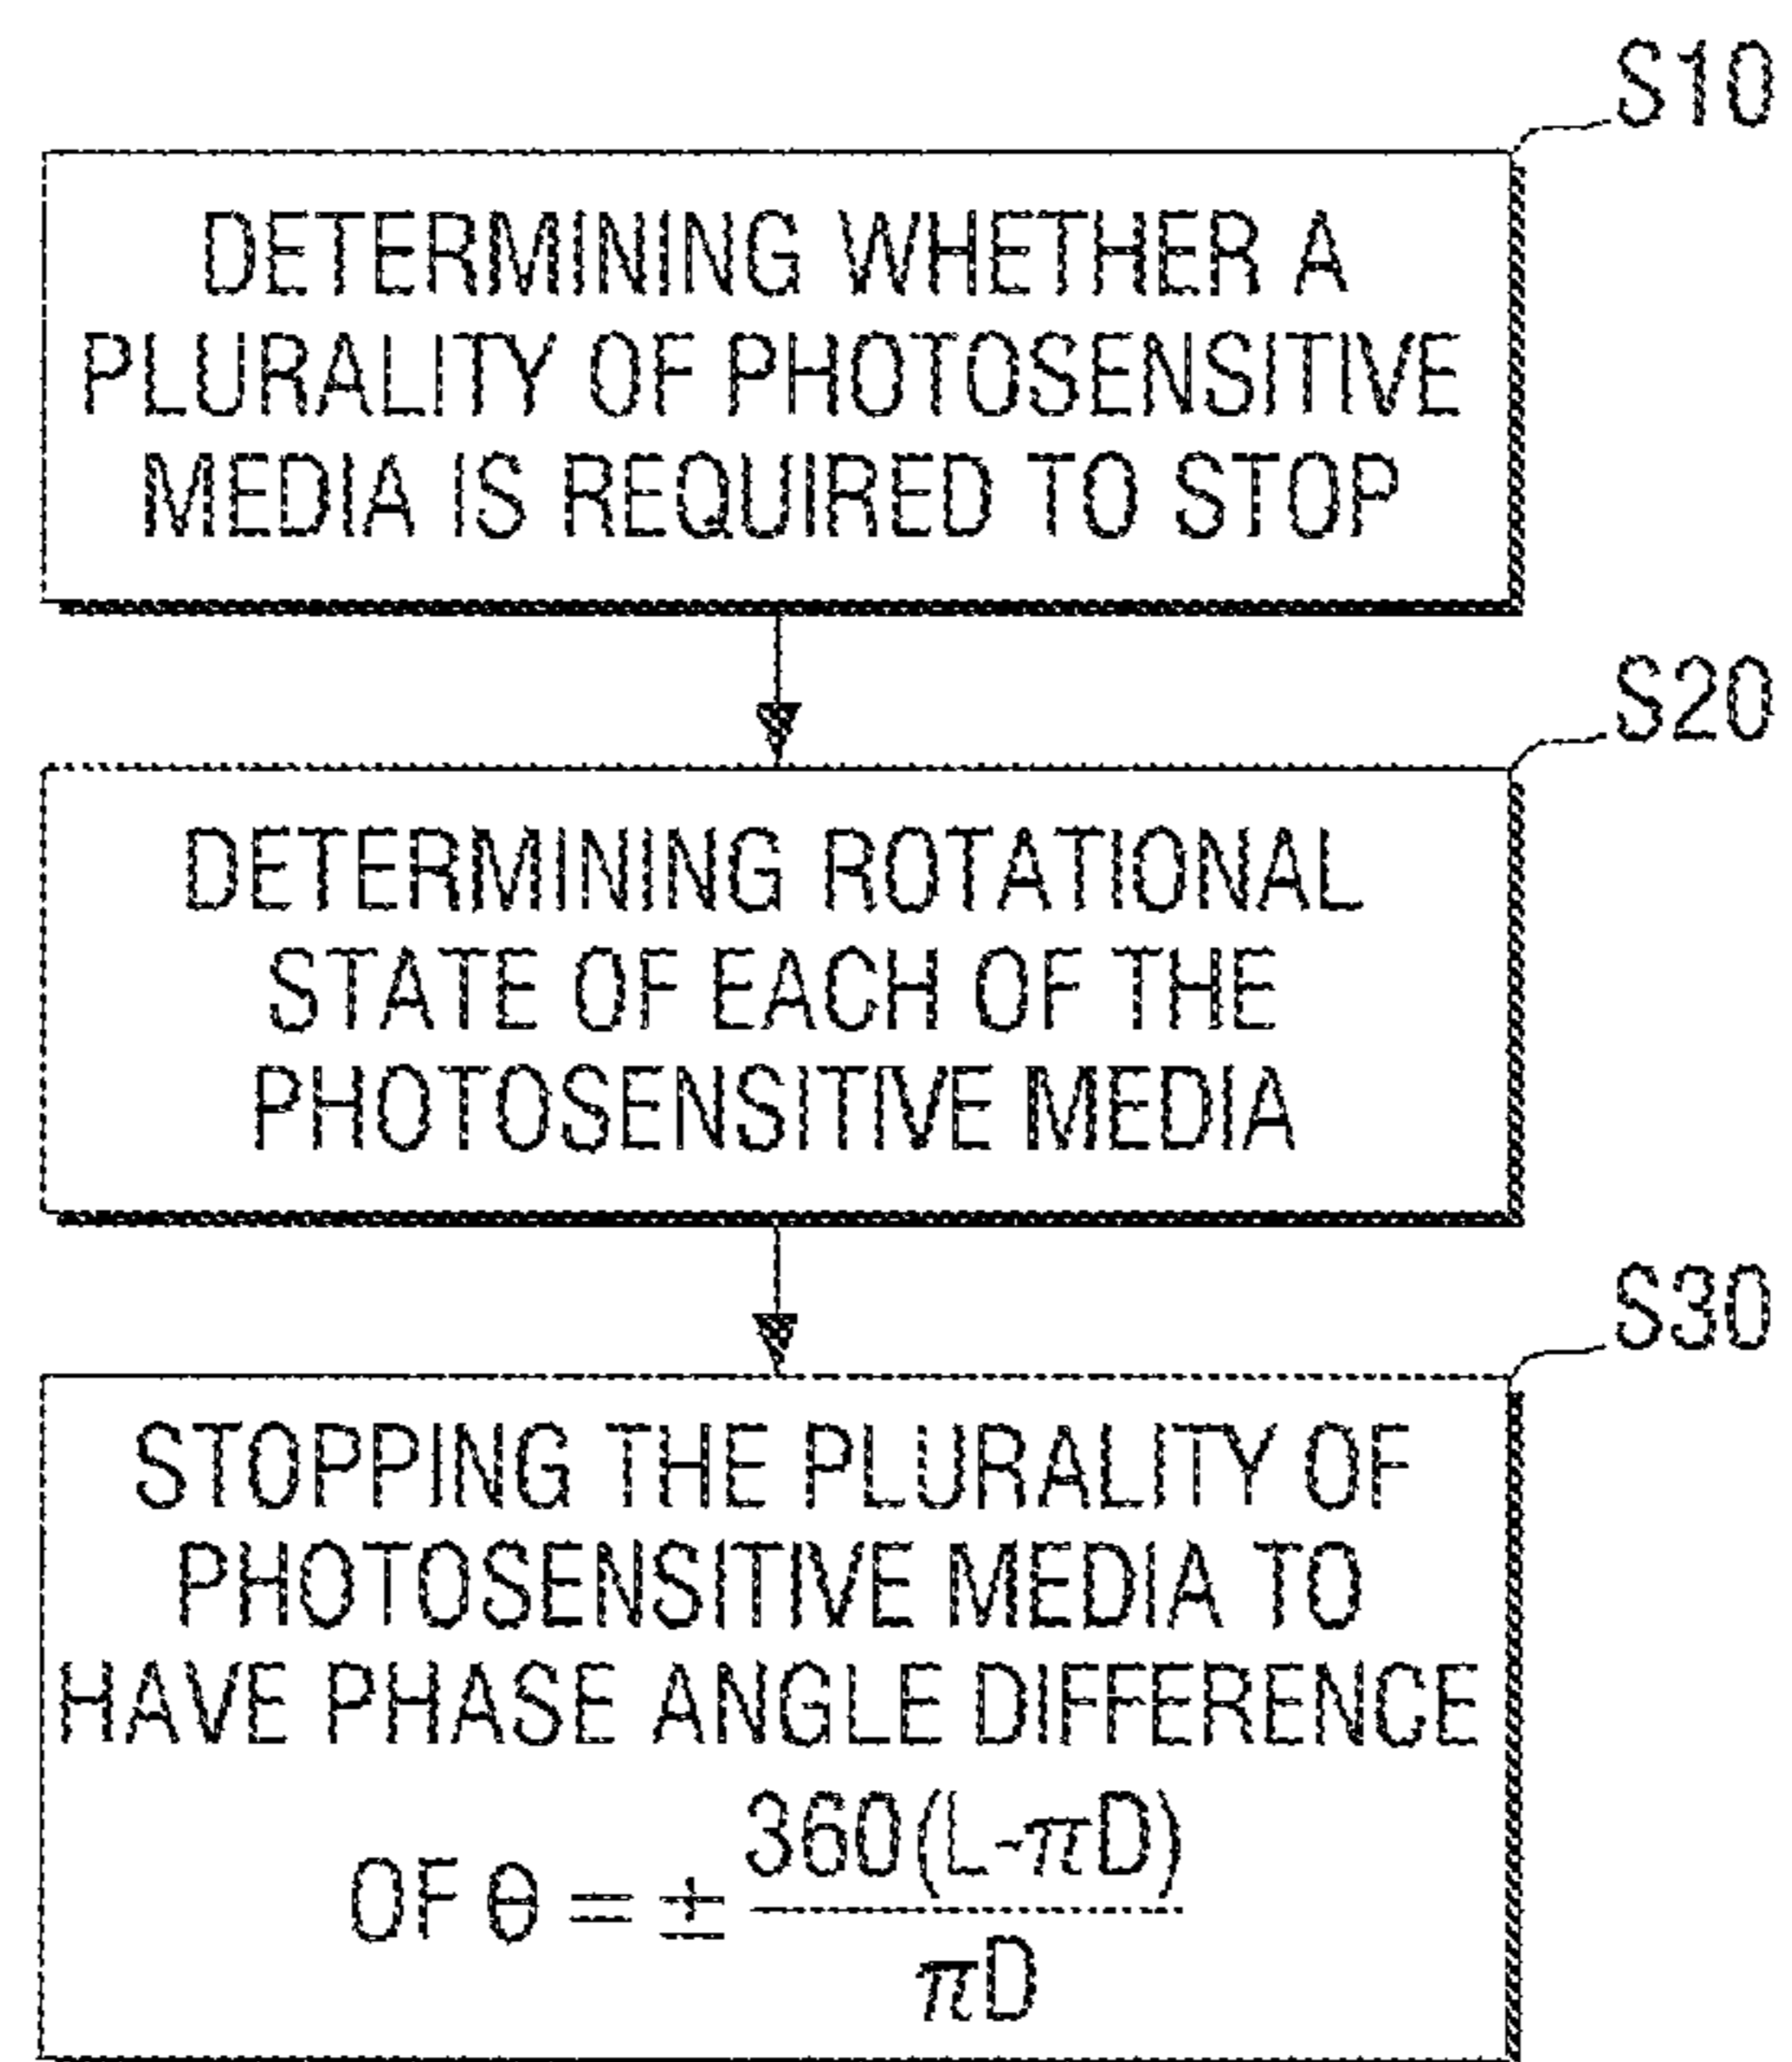 S10
DETERMINING WHETHER A
PLURALITY OF PHOTOSENSITIVE
MEDIA IS REQUIRED TO STOP
S20
DETERMINING ROTATIONAL
STATE OF EACH OF THE
PHOTOSENSITIVE MEDIA
S30
STOPPING THE PLURALITY OF
PHOTOSENSITIVE MEDIA TO
HAVE PHASE ANGLE DIFFERENCE
360(L-πD)
OF θ = ±
πD